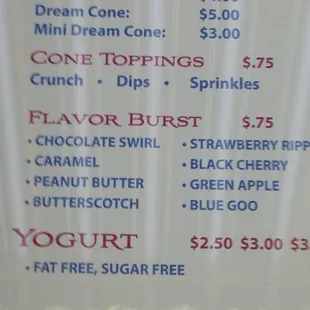 Dream Cone: $5.00
Mini Dream Cone: $3.00
CONE TOPPINGS $.75
Crunch • Dips • Sprinkles
FLAVOR BURST $.75
• CHOCOLATE SWIRL • STRAWBERRY RIPP
• CARAMEL • BLACK CHERRY
• PEANUT BUTTER • GREEN APPLE
• BUTTERSCOTCH • BLUE GOO
YOGURT $2.50 $3.00 $3
• FAT FREE, SUGAR FREE